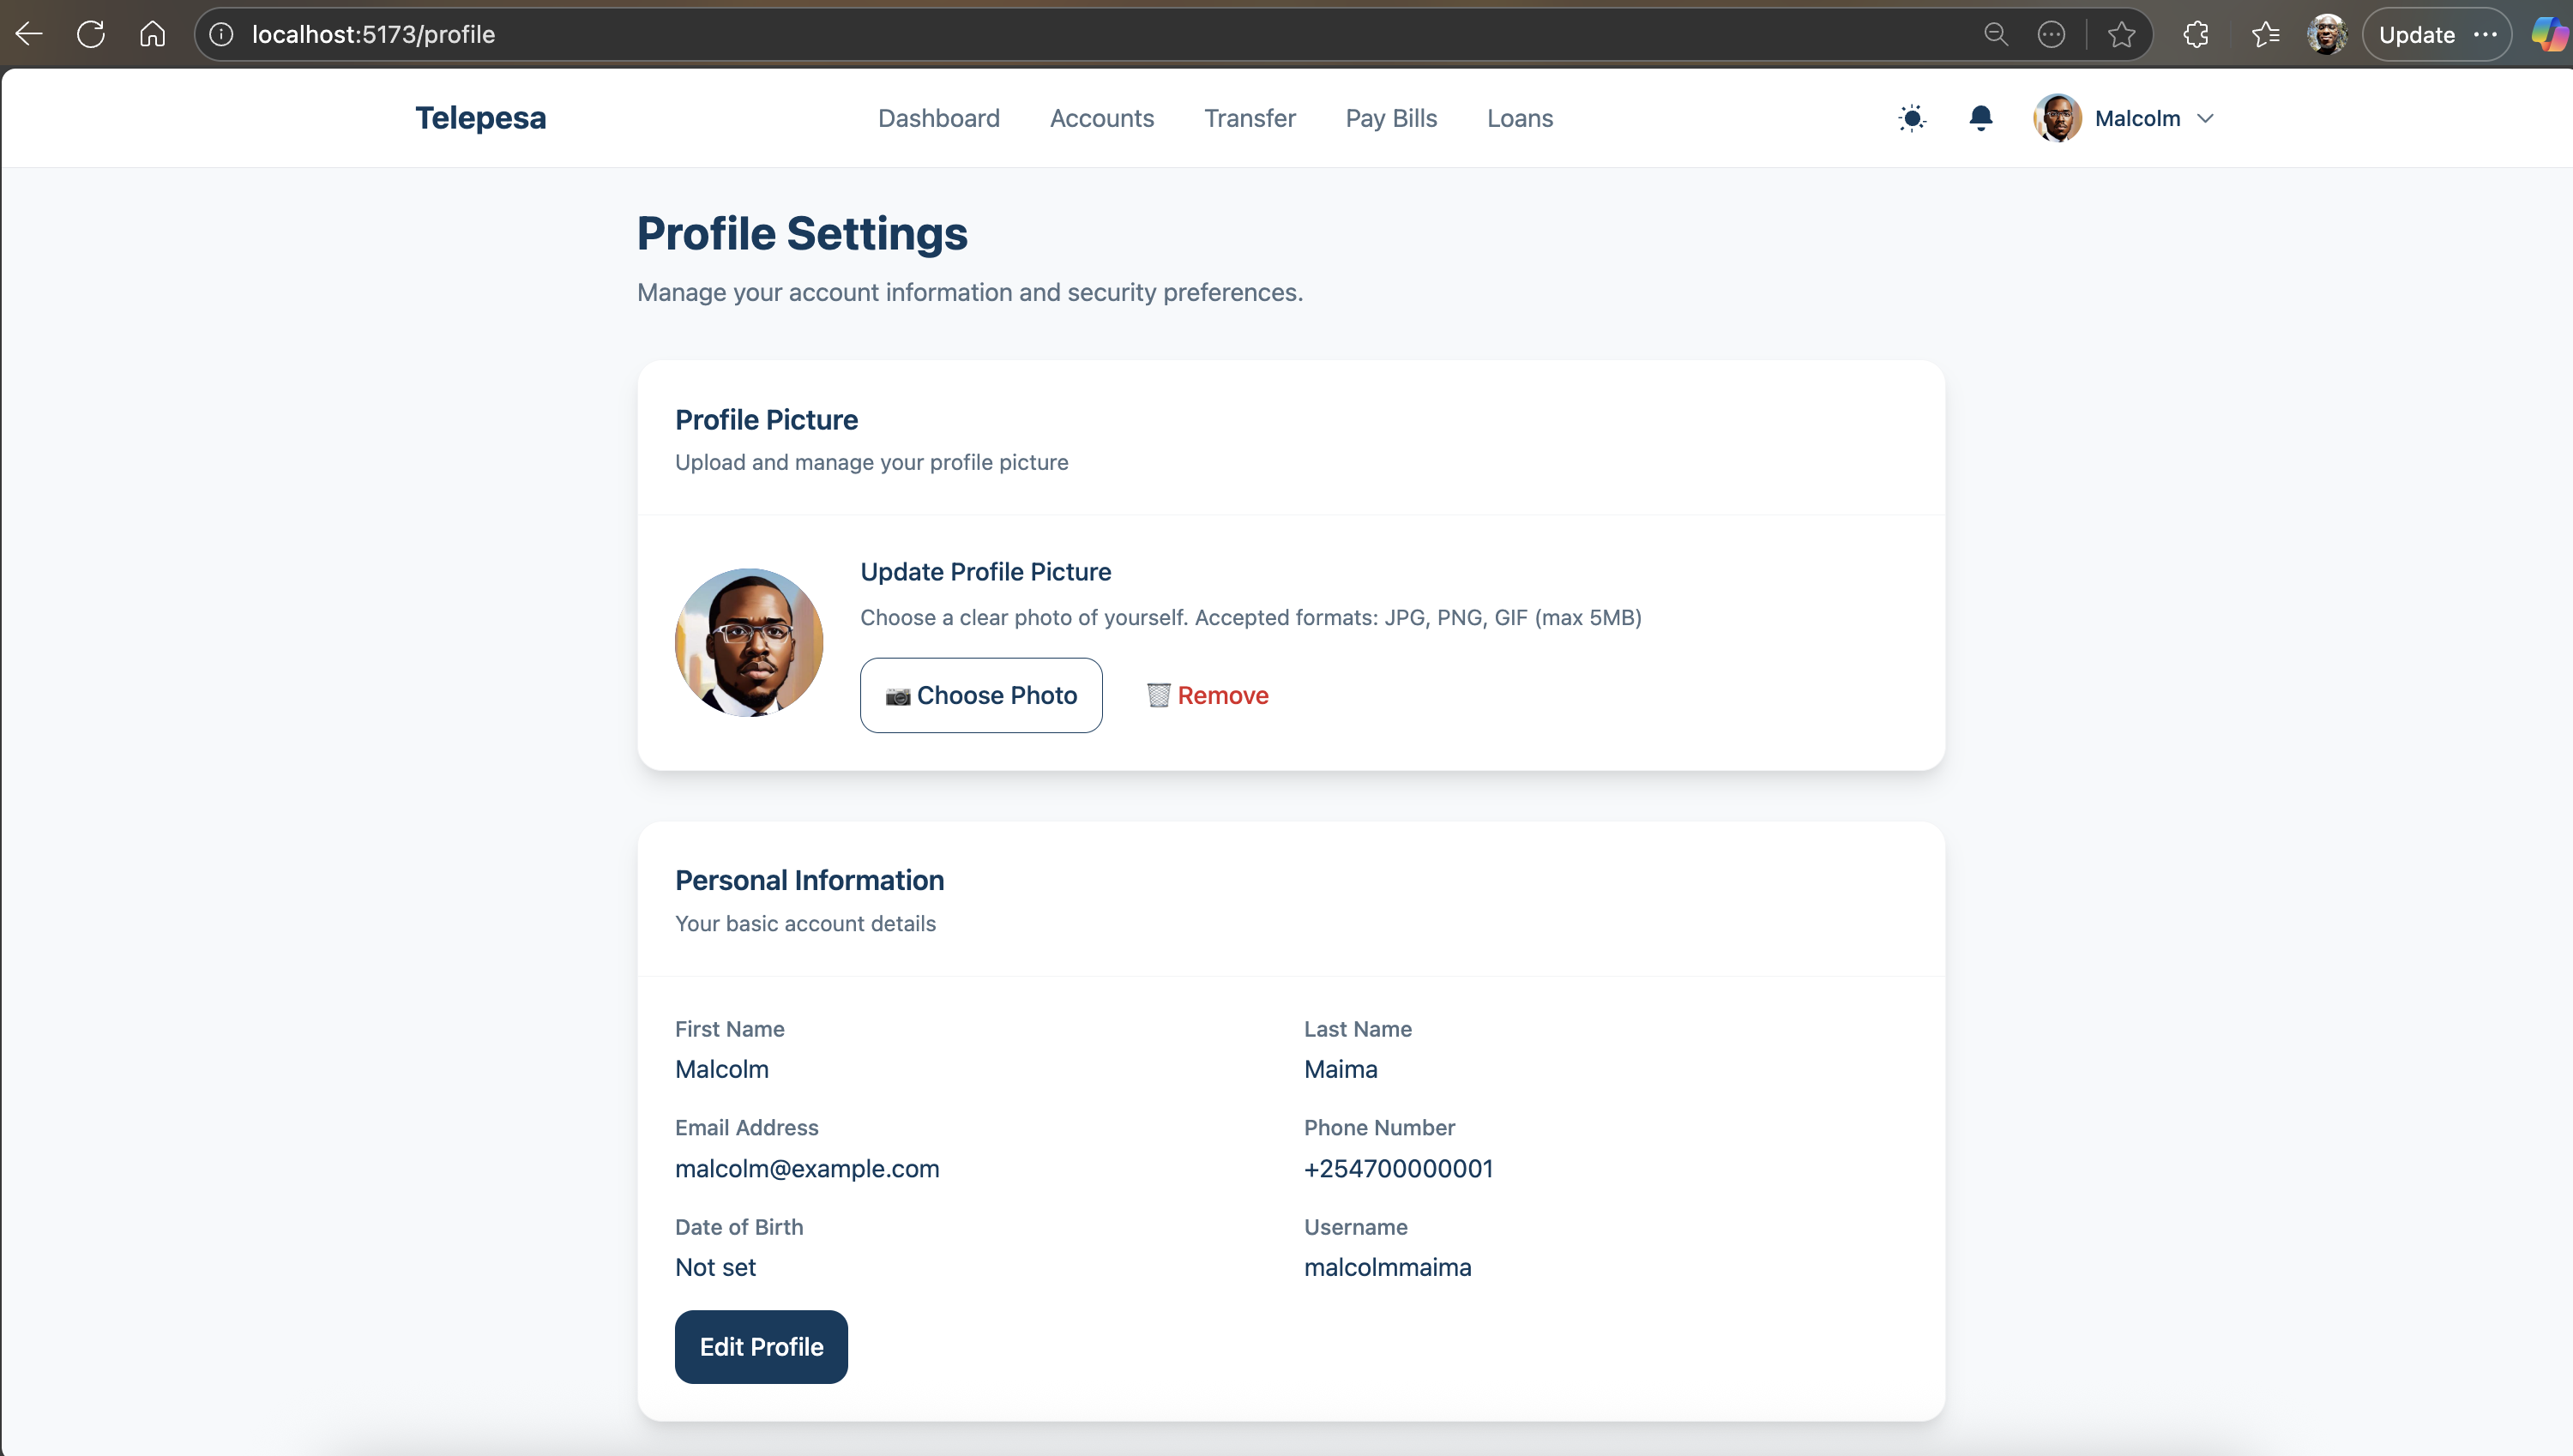 localhost:5173/profile
Update
Telepesa
Dashboard
Accounts
Transfer
Pay Bills
Loans
Malcolm
Profile Settings
Manage your account information and security preferences.
Profile Picture
Upload and manage your profile picture
Update Profile Picture
Choose a clear photo of yourself. Accepted formats: JPG, PNG, GIF (max 5MB)
Choose Photo
Remove
Personal Information
Your basic account details
First Name
Malcolm
Last Name
Maima
Email Address
malcolm@example.com
Phone Number
+254700000001
Date of Birth
Not set
Username
malcolmmaima
Edit Profile